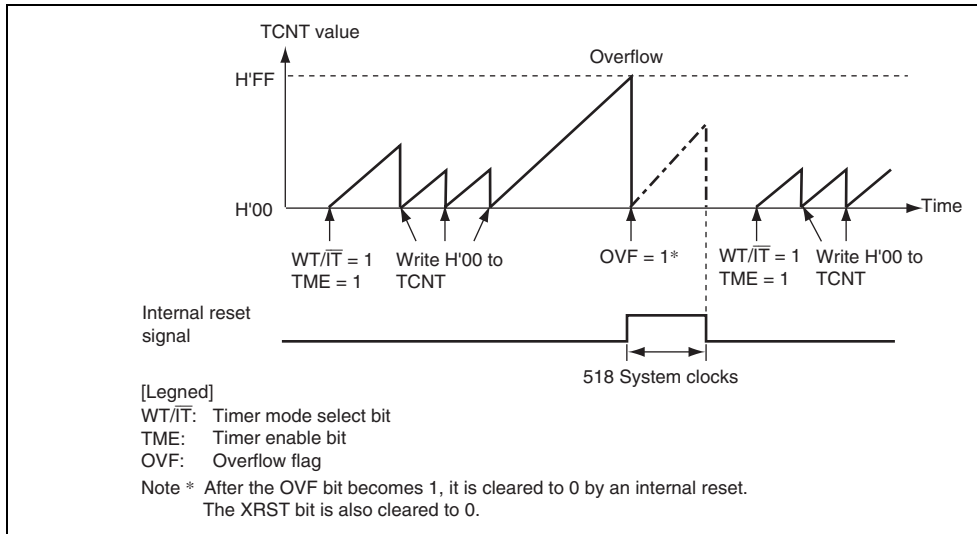 TCNT value
Overflow
H'FF
H'00
Time
WT/IT = 1
TME = 1
Write H'00 to
TCNT
OVF = 1*
WT/IT = 1
TME = 1
Write H'00 to
TCNT
Internal reset
signal
518 System clocks
[Legned]
WT/IT: Timer mode select bit
TME: Timer enable bit
OVF: Overflow flag
Note * After the OVF bit becomes 1, it is cleared to 0 by an internal reset.
The XRST bit is also cleared to 0.